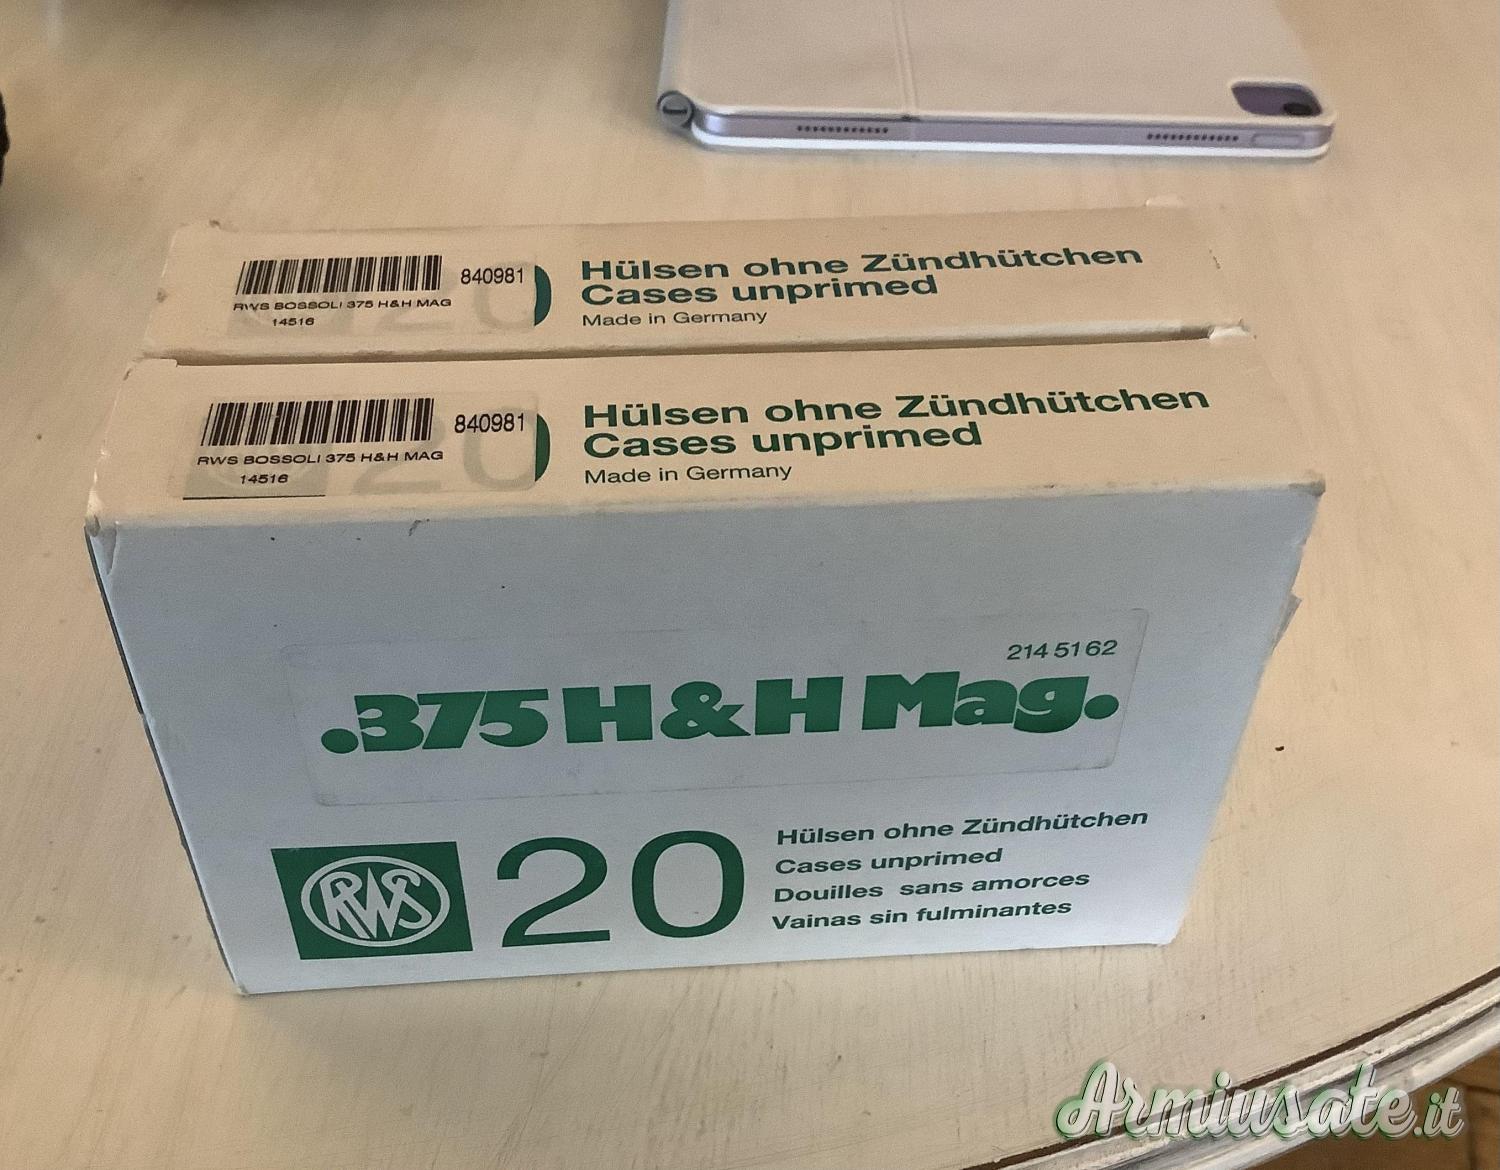 840981
RWS BOSSOLI 375 H&H MAG
14516
Hülsen ohne Zündhütchen
Cases unprimed
Made in Germany
840981
RWS BOSSOLI 375 H&H MAG
14516
20
Hülsen ohne Zündhütchen
Cases unprimed
Made in Germany
214 51 62
.375 H&H Mag.
RWS
20
Hülsen ohne Zündhütchen
Cases unprimed
Douilles sans amorces
Vainas sin fulminantes
Armiusate.it